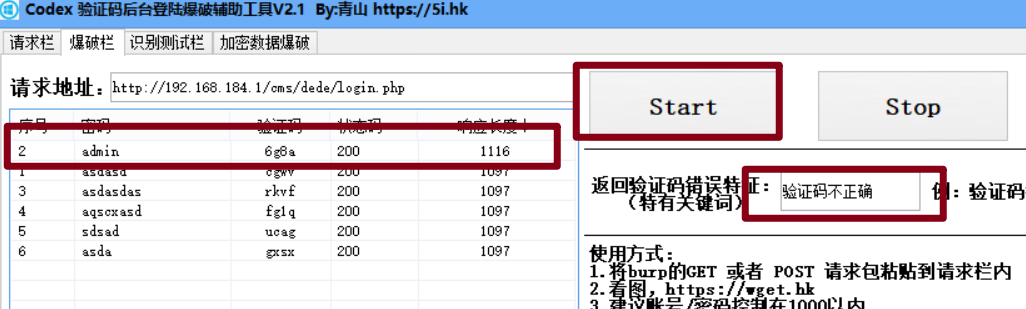 Codex 验证码后台登陆爆破辅助工具V2.1 By:青山 https://5i.hk
请求栏 爆破栏 识别测试栏 加密数据爆破
请求地址: http://192.168.184.1/cms/dede/login.php
Start Stop
序号 密码 验证码 状态码 响应长度
2 admin 6g8a 200 1116
1 asdasd cgwv 200 1097
3 asdasdas rkvf 200 1097
4 aqscxasd fglq 200 1097
5 sdsad ucag 200 1097
6 asda gxsx 200 1097
返回验证码错误特征: 验证码不正确 例: 验证码
(特有关键词)
使用方式:
1.将burp的GET 或者 POST 请求包粘贴到请求栏内
2.看图, https://wget.hk
3.建议账号/密码控制在1000以内